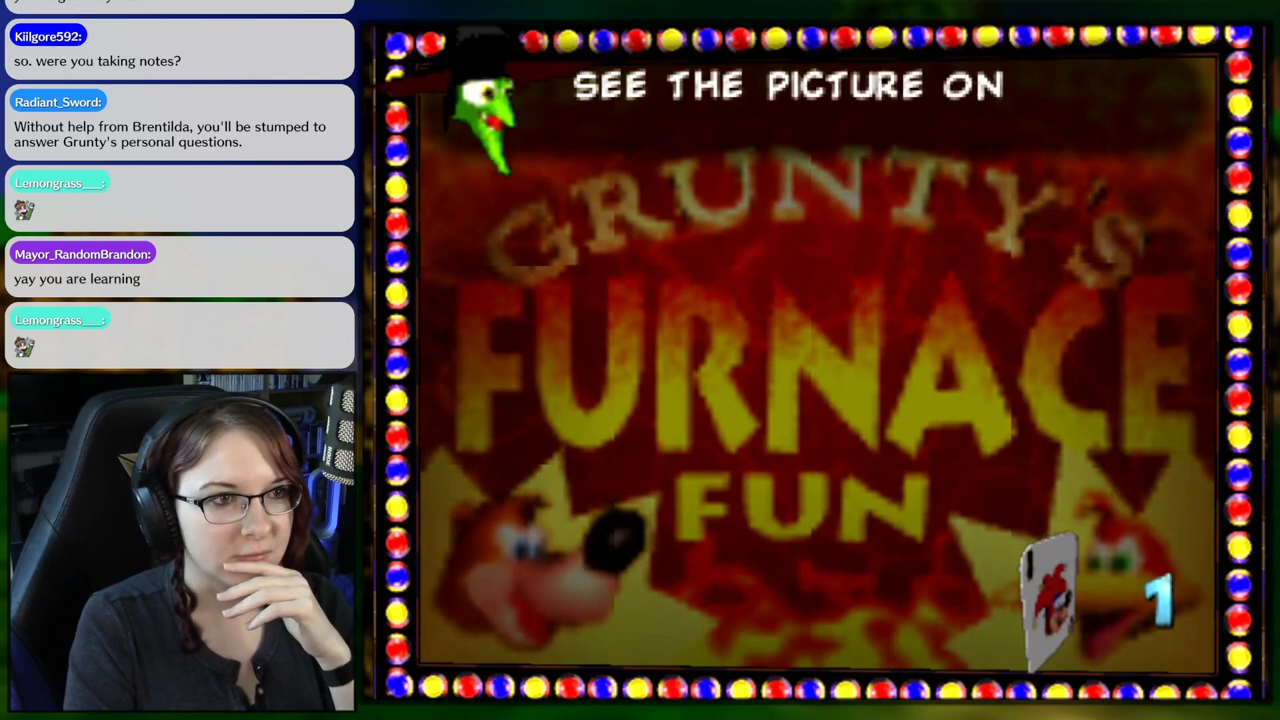 Kiilgore592:
so. were you taking notes?
Radiant_Sword:
Without help from Brentilda, you'll be stumped to
answer Grunty's personal questions.
Lemongrass___:
Mayor_RandomBrandon:
yay you are learning
Lemongrass___:
SEE THE PICTURE ON
GRUNTY'S
FURNACE
FUN
1